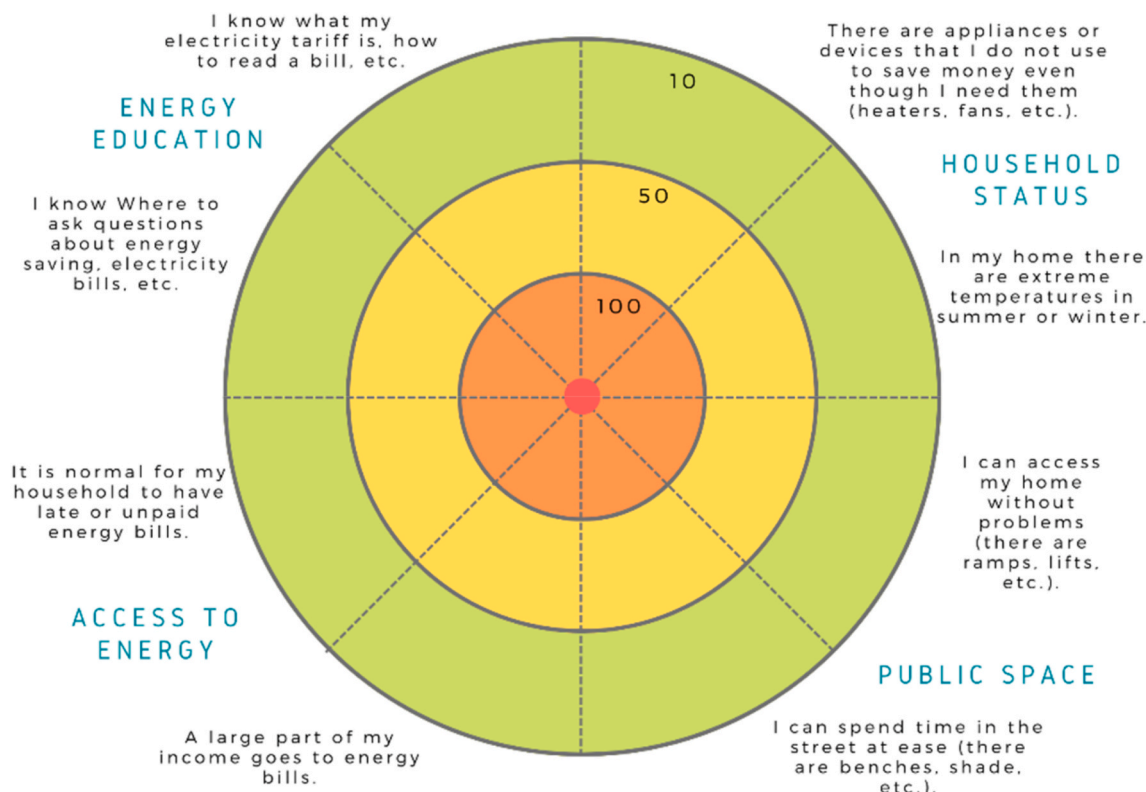 I know what my
electricity tariff is, how
to read a bill, etc.
ENERGY
EDUCATION
I know Where to
ask questions
about energy
saving, electricity
bills, etc.
10
50
100
There are appliances or
devices that I do not use
to save money even
though I need them
(heaters, fans, etc.).
HOUSEHOLD
STATUS
In my home there
are extreme
temperatures in
summer or winter.
It is normal for my
household to have
late or unpaid
energy bills.
ACCESS TO
ENERGY
A large part of my
income goes to energy
bills.
I can access
my home
without
problems
(there are
ramps, lifts,
etc.).
PUBLIC SPACE
I can spend time in the
street at ease (there
are benches, shade,
etc.).